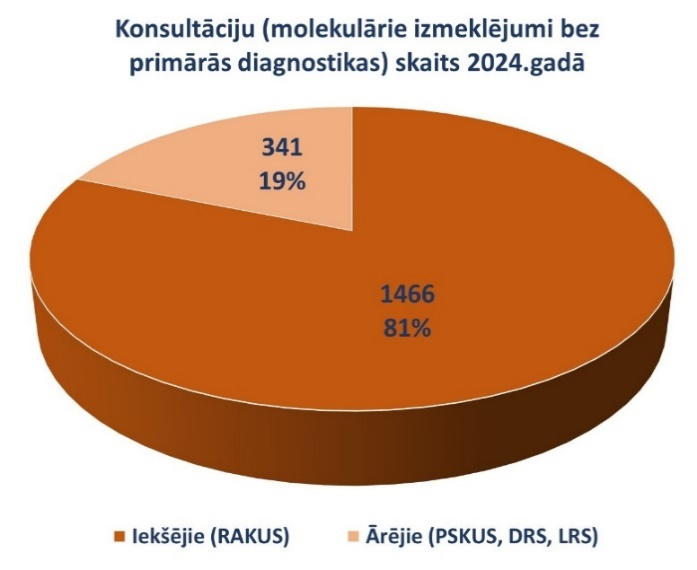 Konsultāciju (molekulārie izmeklējumi bez
primārās diagnostikas) skaits 2024.gadā
341
19%
1466
81%
Iekšējie (RAKUS)
Ārējie (PSKUS, DRS, LRS)